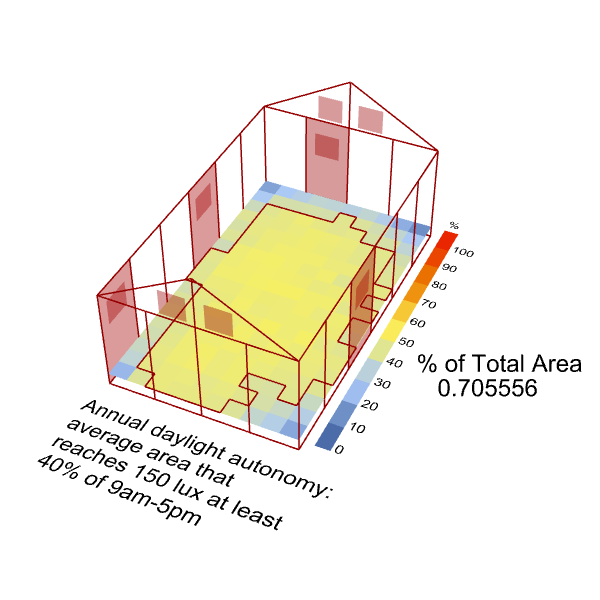 %
100
90
80
70
60
50
40
30
20
10
0
% of Total Area
0.705556
Annual daylight autonomy:
average area that
reaches 150 lux at least
40% of 9am-5pm